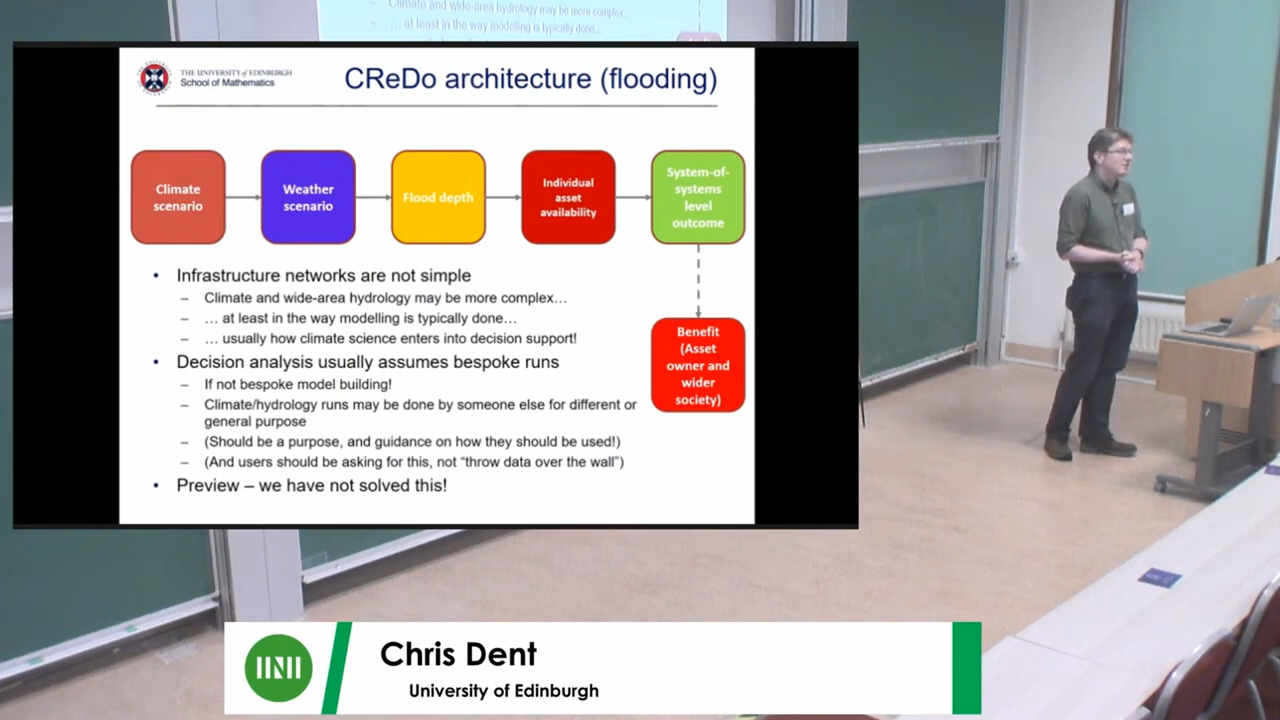 Climate and wide-area hydrology may be more complex...
... at least in the way modelling is typically done...
THE UNIVERSITY of EDINBURGH
School of Mathematics
CReDo architecture (flooding)
Climate
scenario
Weather
scenario
Flood depth
Individual
asset
availability
System-of-
systems
level
outcome
• Infrastructure networks are not simple
– Climate and wide-area hydrology may be more complex…
– … at least in the way modelling is typically done…
– … usually how climate science enters into decision support!
• Decision analysis usually assumes bespoke runs
– If not bespoke model building!
– Climate/hydrology runs may be done by someone else for different or
general purpose
– (Should be a purpose, and guidance on how they should be used!)
– (And users should be asking for this, not “throw data over the wall”)
• Preview – we have not solved this!
Benefit
(Asset
owner and
wider
society)
Chris Dent
University of Edinburgh